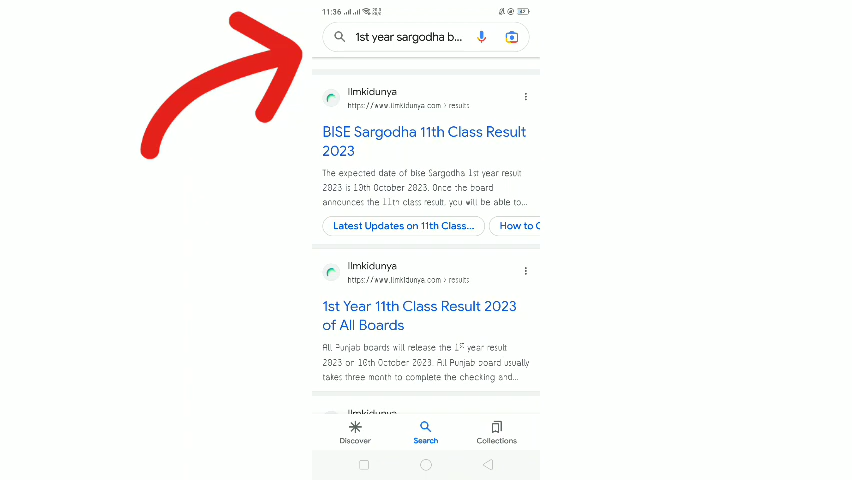 11:36
1st year sargodha b...
Ilmkidunya
https://www.ilmkidunya.com › results
BISE Sargodha 11th Class Result
2023
The expected date of bise Sargodha 1st year result
2023 is 10th October 2023. Once the board
announces the 11th class result, you will be able to...
Latest Updates on 11th Class...
How to C
Ilmkidunya
https://www.ilmkidunya.com › results
1st Year 11th Class Result 2023
of All Boards
All Punjab boards will release the 1st year result
2023 on 10th October 2023. All Punjab board usually
takes three month to complete the checking and...
Ilmkidunya
Discover
Search
Collections